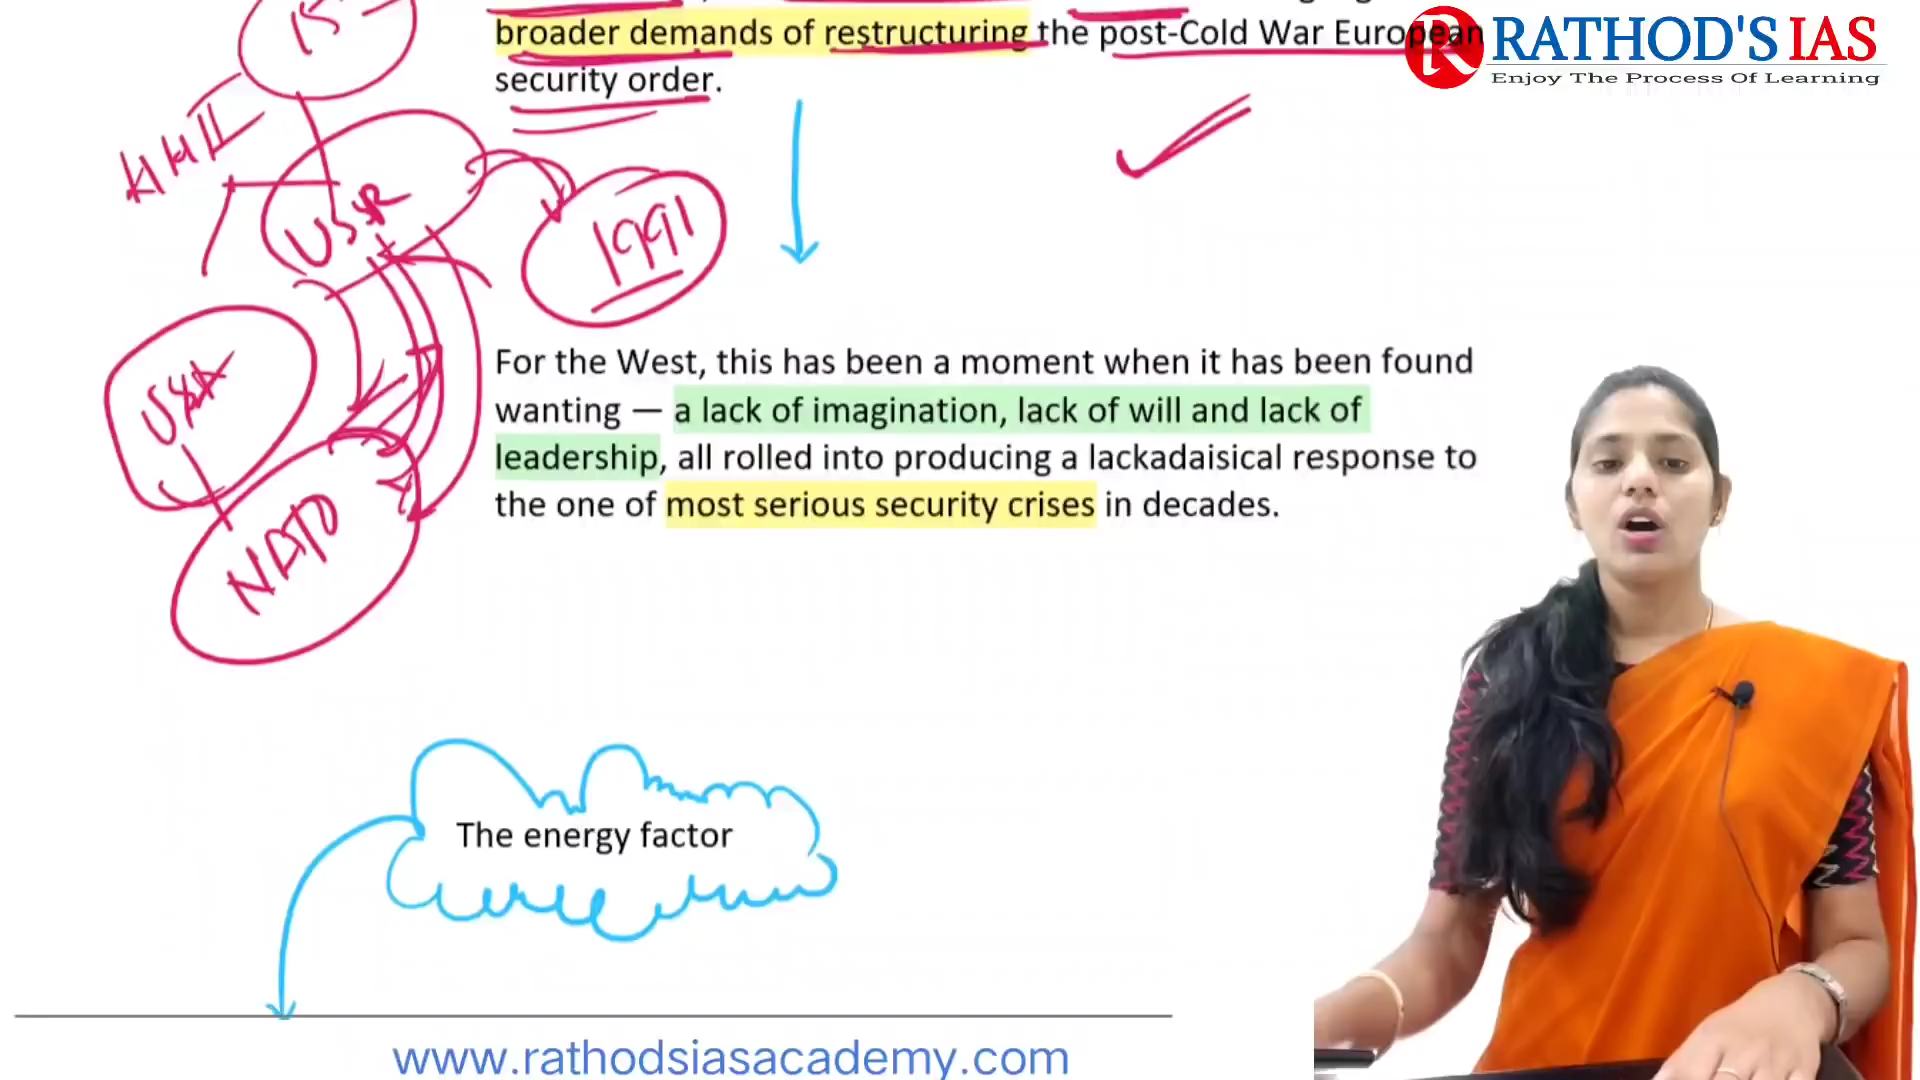 broader demands of restructuring the post-Cold War European
security order.
RATHOD'S IAS
Enjoy The Process Of Learning
15
USSR
1991
USA
NATO
For the West, this has been a moment when it has been found
wanting — a lack of imagination, lack of will and lack of
leadership, all rolled into producing a lackadaisical response to
the one of most serious security crises in decades.
The energy factor
www.rathodsiasacademy.com